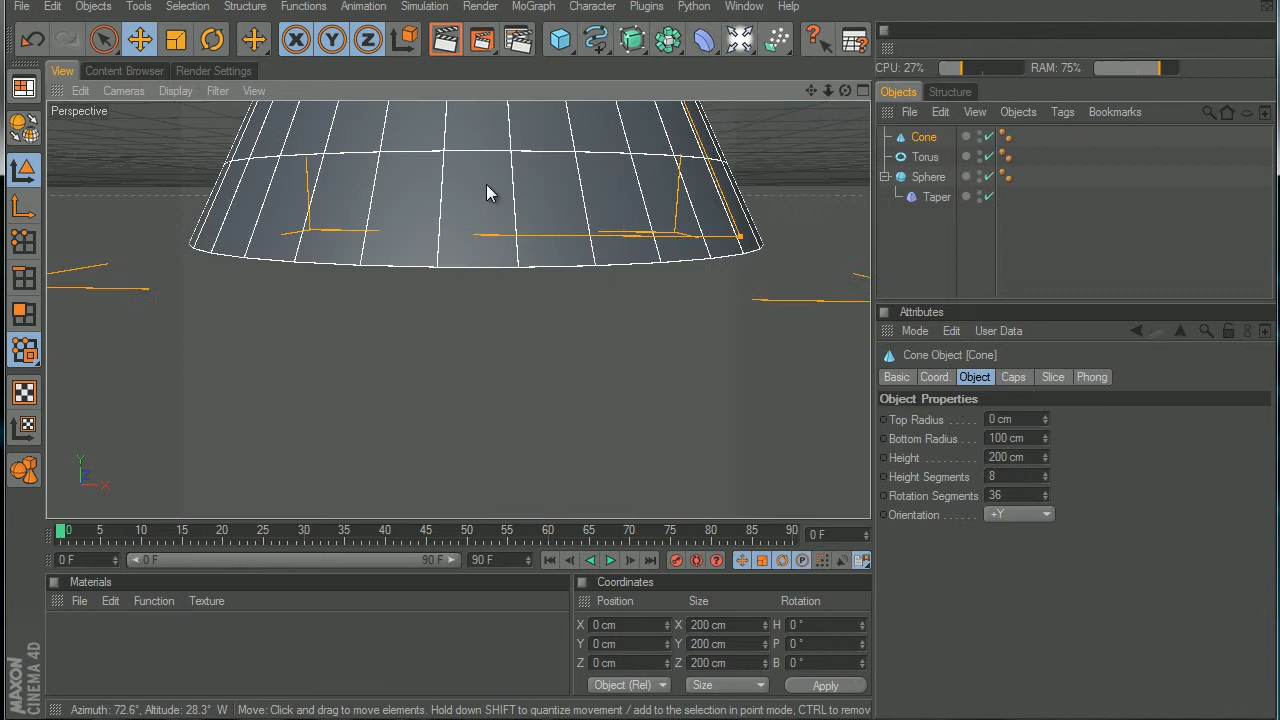 File Edit Objects Tools Selection Structure Functions Animation Simulation Render MoGraph Character Plugins Python Window Help
X Y Z
View Content Browser Render Settings
Edit Cameras Display Filter View
Perspective
Y
Z
X
0 5 10 15 20 25 30 35 40 45 50 55 60 65 70 75 80 85 90 0 F
0 F 0 F 90 F 90 F
P
Materials
File Edit Function Texture
Coordinates
Position Size Rotation
X 0 cm X 200 cm H 0 °
Y 0 cm Y 200 cm P 0 °
Z 0 cm Z 200 cm B 0 °
Object (Rel) Size Apply
MAXON
CINEMA 4D
Azimuth: 72.6°, Altitude: 28.3° W Move: Click and drag to move elements. Hold down SHIFT to quantize movement / add to the selection in point mode, CTRL to remov
CPU: 27% RAM: 75%
Objects Structure
File Edit View Objects Tags Bookmarks
Cone
Torus
Sphere
Taper
Attributes
Mode Edit User Data
Cone Object [Cone]
Basic Coord. Object Caps Slice Phong
Object Properties
Top Radius . . . . . 0 cm
Bottom Radius . . . 100 cm
Height . . . . . . . . . 200 cm
Height Segments 8
Rotation Segments 36
Orientation . . . . . . +Y